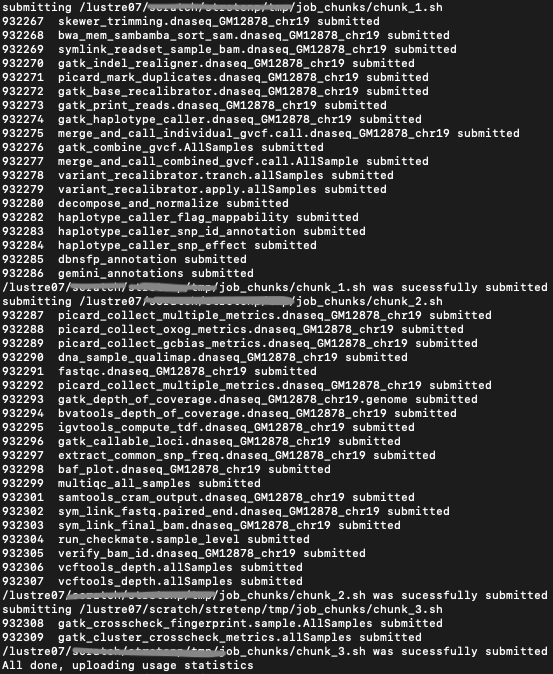 submitting /lustre07/ /job_chunks/chunk_1.sh
932267 skewer_trimming.dnaseq_GM12878_chr19 submitted
932268 bwa_mem_sambamba_sort_sam.dnaseq_GM12878_chr19 submitted
932269 symlink_readset_sample_bam.dnaseq_GM12878_chr19 submitted
932270 gatk_indel_realigner.dnaseq_GM12878_chr19 submitted
932271 picard_mark_duplicates.dnaseq_GM12878_chr19 submitted
932272 gatk_base_recalibrator.dnaseq_GM12878_chr19 submitted
932273 gatk_print_reads.dnaseq_GM12878_chr19 submitted
932274 gatk_haplotype_caller.dnaseq_GM12878_chr19 submitted
932275 merge_and_call_individual_gvcf.call.dnaseq_GM12878_chr19 submitted
932276 gatk_combine_gvcf.AllSamples submitted
932277 merge_and_call_combined_gvcf.call.AllSample submitted
932278 variant_recalibrator.tranch.allSamples submitted
932279 variant_recalibrator.apply.allSamples submitted
932280 decompose_and_normalize submitted
932282 haplotype_caller_flag_mappability submitted
932283 haplotype_caller_snp_id_annotation submitted
932284 haplotype_caller_snp_effect submitted
932285 dbnsfp_annotation submitted
932286 gemini_annotations submitted
/lustre07/ /job_chunks/chunk_1.sh was sucessfully submitted
submitting /lustre07/ /job_chunks/chunk_2.sh
932287 picard_collect_multiple_metrics.dnaseq_GM12878_chr19 submitted
932288 picard_collect_oxog_metrics.dnaseq_GM12878_chr19 submitted
932289 picard_collect_gcbias_metrics.dnaseq_GM12878_chr19 submitted
932290 dna_sample_qualimap.dnaseq_GM12878_chr19 submitted
932291 fastqc.dnaseq_GM12878_chr19 submitted
932292 picard_collect_multiple_metrics.dnaseq_GM12878_chr19 submitted
932293 gatk_depth_of_coverage.dnaseq_GM12878_chr19.genome submitted
932294 bvatools_depth_of_coverage.dnaseq_GM12878_chr19 submitted
932295 igvtools_compute_tdf.dnaseq_GM12878_chr19 submitted
932296 gatk_callable_loci.dnaseq_GM12878_chr19 submitted
932297 extract_common_snp_freq.dnaseq_GM12878_chr19 submitted
932298 baf_plot.dnaseq_GM12878_chr19 submitted
932299 multiqc_all_samples submitted
932301 samtools_cram_output.dnaseq_GM12878_chr19 submitted
932302 sym_link_fastq.paired_end.dnaseq_GM12878_chr19 submitted
932303 sym_link_final_bam.dnaseq_GM12878_chr19 submitted
932304 run_checkmate.sample_level submitted
932305 verify_bam_id.dnaseq_GM12878_chr19 submitted
932306 vcftools_depth.allSamples submitted
932307 vcftools_depth.allSamples submitted
/lustre07/ /job_chunks/chunk_2.sh was sucessfully submitted
submitting /lustre07/scratch/stretenp/tmp/job_chunks/chunk_3.sh
932308 gatk_crosscheck_fingerprint.sample.AllSamples submitted
932309 gatk_cluster_crosscheck_metrics.allSamples submitted
/lustre07/ /job_chunks/chunk_3.sh was sucessfully submitted
All done, uploading usage statistics